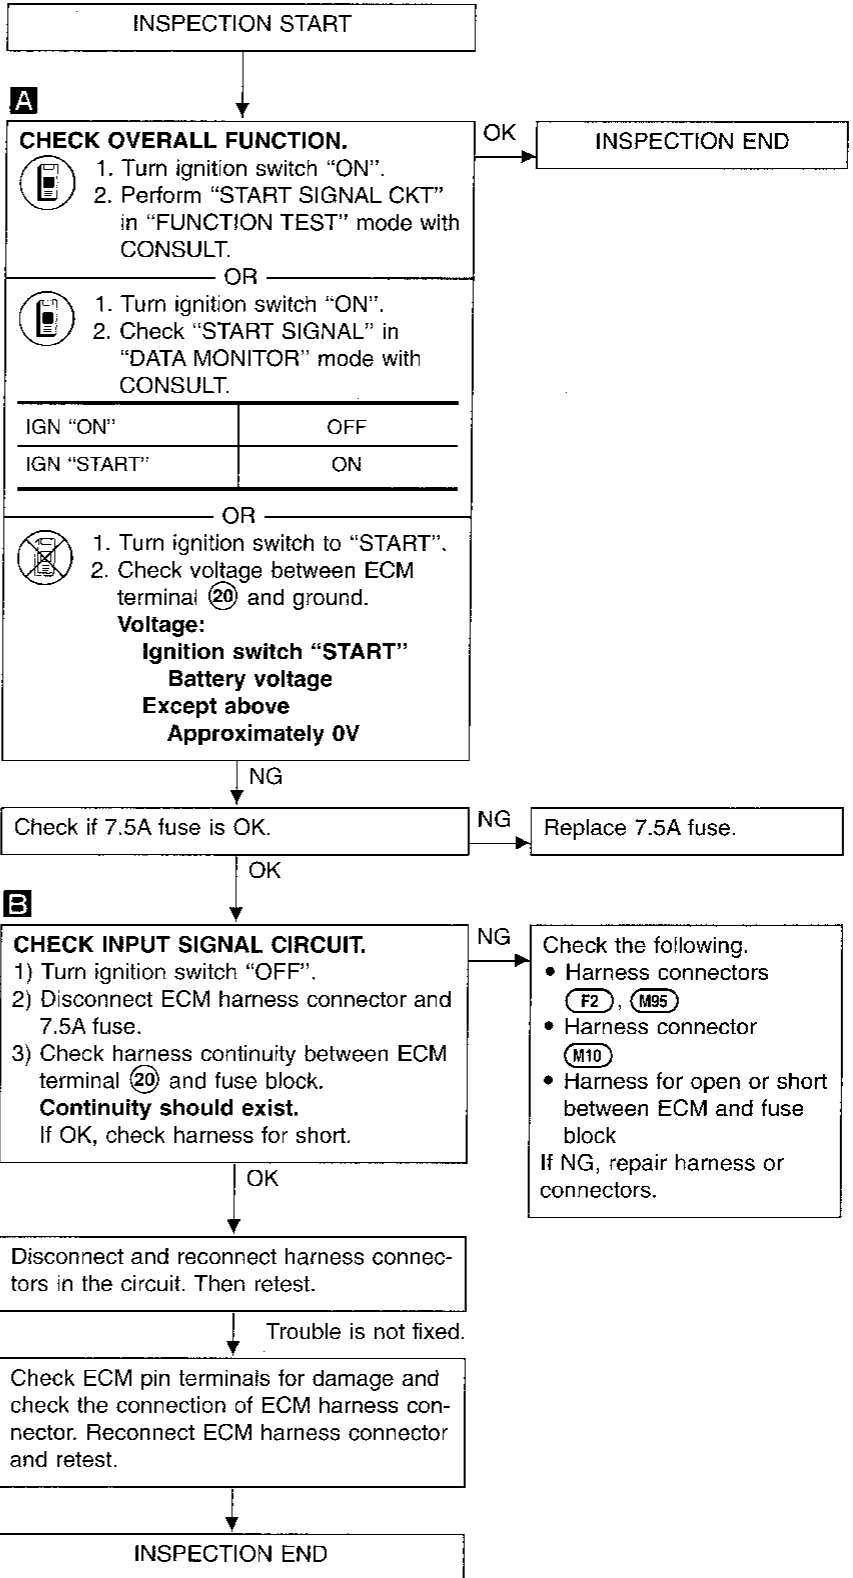 INSPECTION START
A
CHECK OVERALL FUNCTION.
1. Turn ignition switch “ON”.
2. Perform “START SIGNAL CKT”
in “FUNCTION TEST” mode with
CONSULT.
OK
INSPECTION END
OR
1. Turn ignition switch “ON”.
2. Check “START SIGNAL” in
“DATA MONITOR” mode with
CONSULT.
IGN “ON” OFF
IGN “START” ON
OR
1. Turn ignition switch to “START”.
2. Check voltage between ECM
terminal 20 and ground.
Voltage:
Ignition switch “START”
Battery voltage
Except above
Approximately 0V
NG
Check if 7.5A fuse is OK.
NG
Replace 7.5A fuse.
OK
B
CHECK INPUT SIGNAL CIRCUIT.
1) Turn ignition switch “OFF”.
2) Disconnect ECM harness connector and
7.5A fuse.
3) Check harness continuity between ECM
terminal 20 and fuse block.
Continuity should exist.
If OK, check harness for short.
NG
Check the following.
• Harness connectors
F2, M95
• Harness connector
M10
• Harness for open or short
between ECM and fuse
block
If NG, repair harness or
connectors.
OK
Disconnect and reconnect harness connec-
tors in the circuit. Then retest.
Trouble is not fixed.
Check ECM pin terminals for damage and
check the connection of ECM harness con-
nector. Reconnect ECM harness connector
and retest.
INSPECTION END